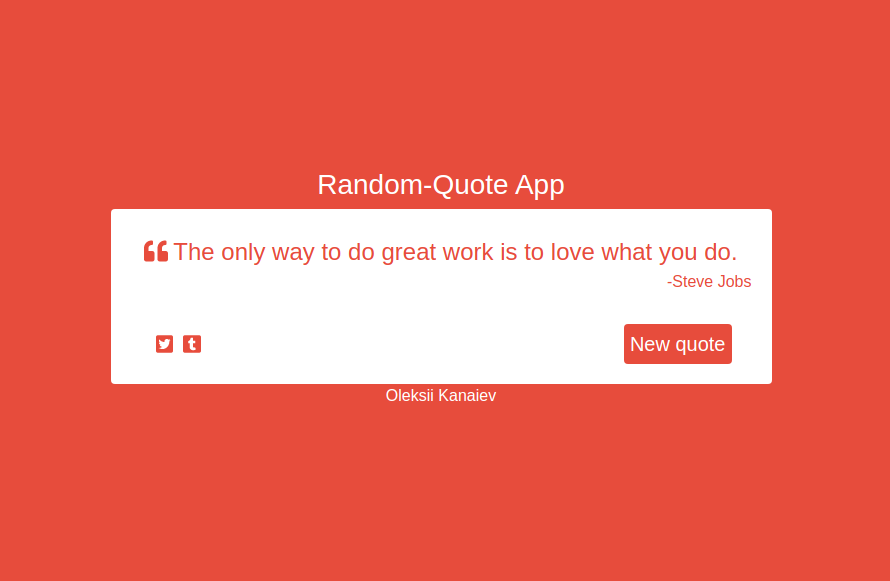 Random-Quote App
The only way to do great work is to love what you do.
-Steve Jobs
New quote
Oleksii Kanaiev